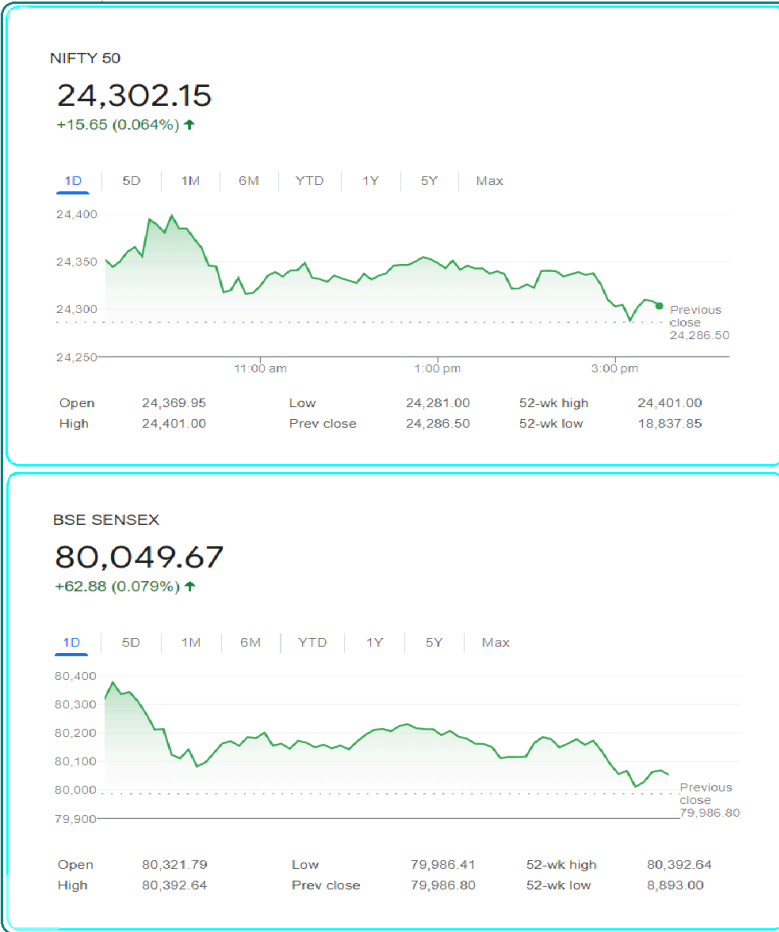 NIFTY 50
24,302.15
+15.65 (0.064%) ↑
1D 5D 1M 6M YTD 1Y 5Y Max
24,400
24,350
24,300
Previous
close
24,286.50
24,250
11:00 am 1:00 pm 3:00 pm
Open 24,369.95 Low 24,281.00 52-wk high 24,401.00
High 24,401.00 Prev close 24,286.50 52-wk low 18,837.85
BSE SENSEX
80,049.67
+62.88 (0.079%) ↑
1D 5D 1M 6M YTD 1Y 5Y Max
80,400
80,300
80,200
80,100
80,000
Previous
close
79,986.80
79,900
Open 80,321.79 Low 79,986.41 52-wk high 80,392.64
High 80,392.64 Prev close 79,986.80 52-wk low 8,893.00